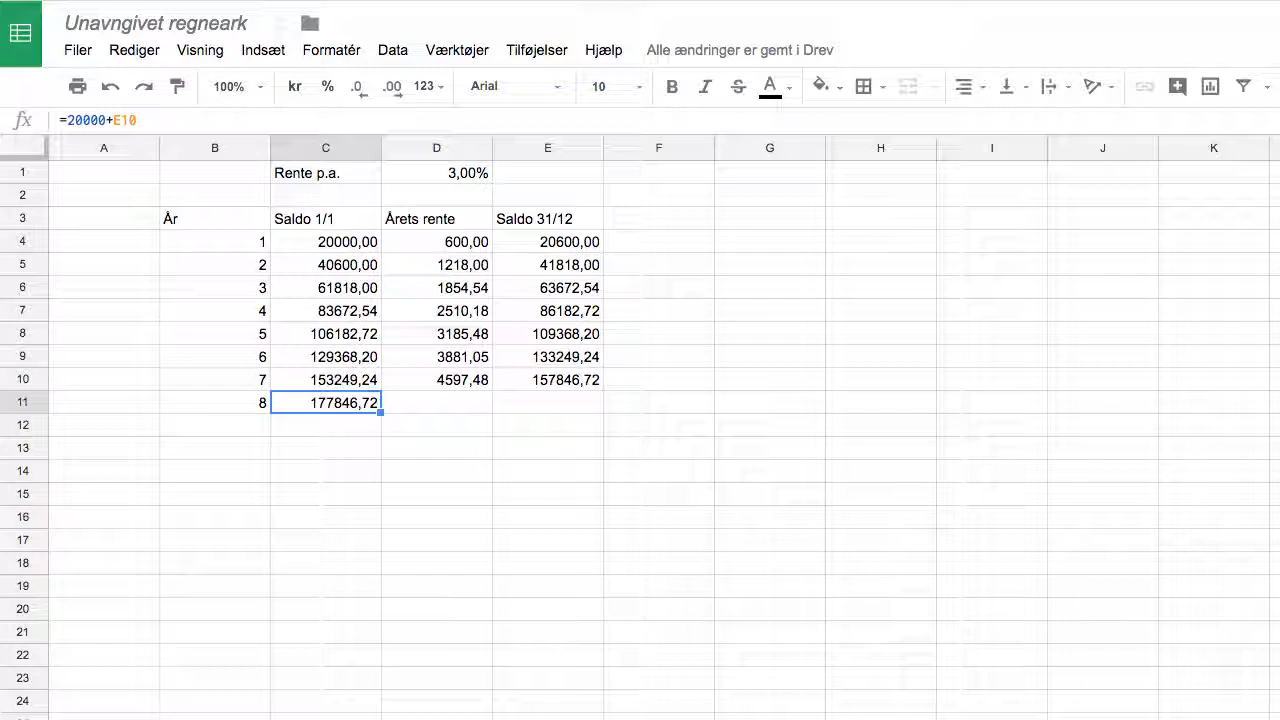 Unavngivet regneark
Filer Rediger Visning Indsæt Formatér Data Værktøjer Tilføjelser Hjælp Alle ændringer er gemt i Drev
100% kr % .0 .00 123 Arial 10 B I S A
fx =20000+E10
A B C D E F G H I J K
1 Rente p.a. 3,00%
2
3 År Saldo 1/1 Årets rente Saldo 31/12
4 1 20000,00 600,00 20600,00
5 2 40600,00 1218,00 41818,00
6 3 61818,00 1854,54 63672,54
7 4 83672,54 2510,18 86182,72
8 5 106182,72 3185,48 109368,20
9 6 129368,20 3881,05 133249,24
10 7 153249,24 4597,48 157846,72
11 8 177846,72
12
13
14
15
16
17
18
19
20
21
22
23
24